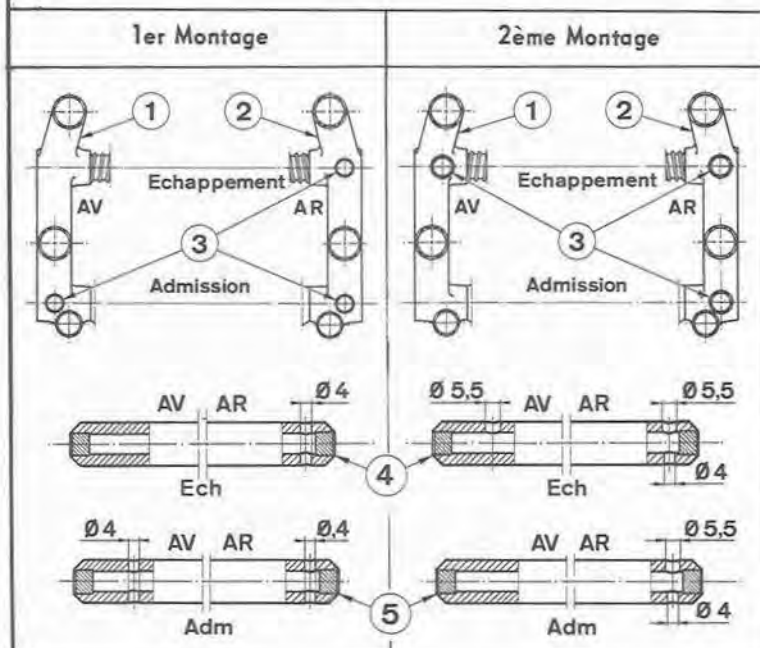 1er Montage
2ème Montage
1
2
Echappement
AV
AR
3
Admission
1
2
Echappement
AV
AR
3
Admission
Ø4
AV AR
Ech
4
Ø 5,5
AV AR
Ø 5,5
Ø 4
Ech
Ø4
AV AR
Ø,4
Adm
5
AV AR
Ø 5,5
Ø 4
Adm